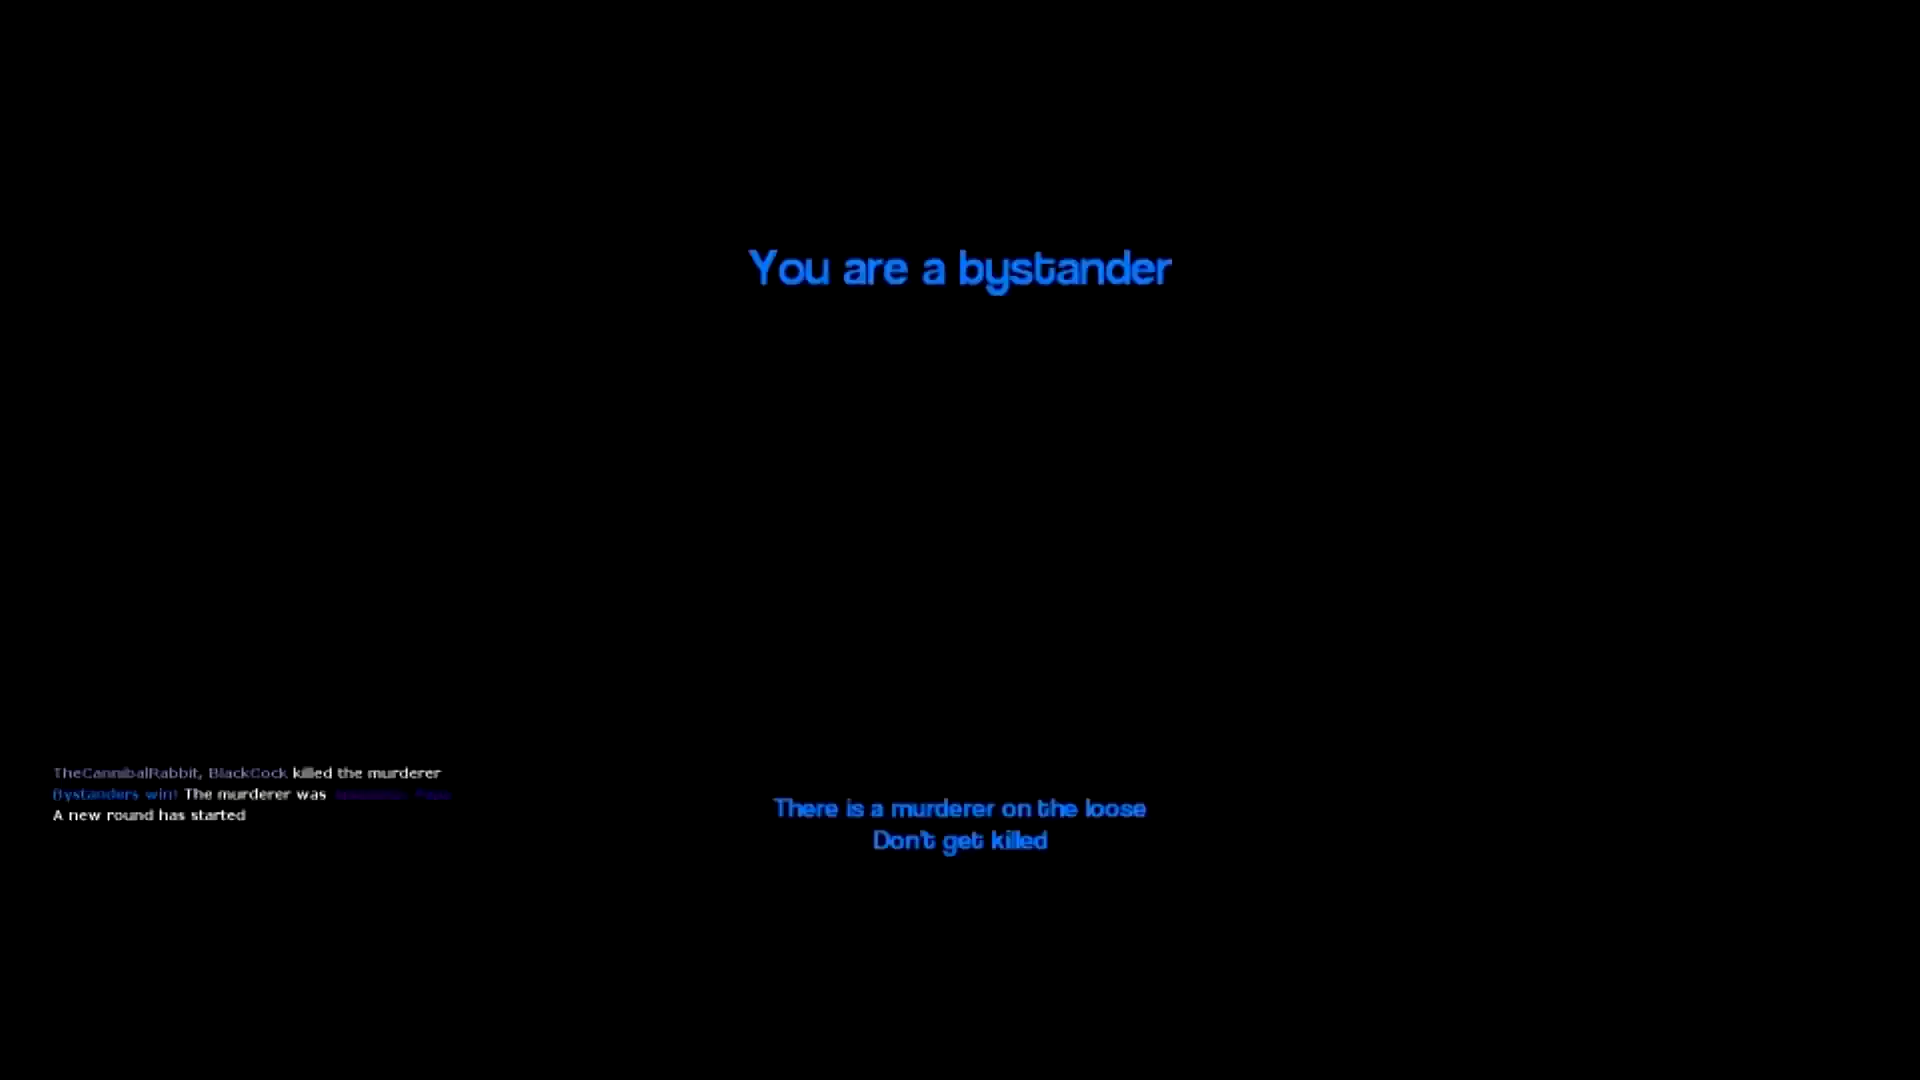 You are a bystander
TheCannibalRabbit, BlackCock killed the murderer
Bystanders win! The murderer was
A new round has started
There is a murderer on the loose
Don't get killed